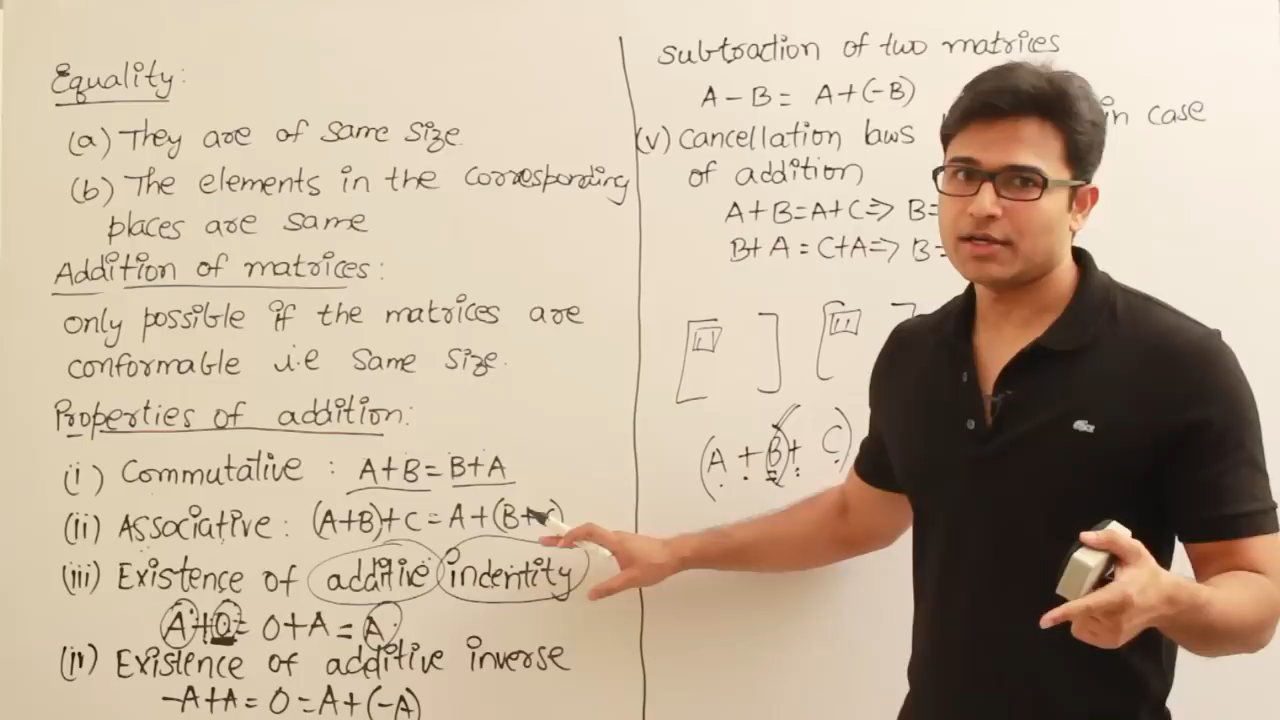 Equality:
(a) They are of same size
(b) The elements in the corresponding
places are same
Addition of matrices:
only possible if the matrices are
conformable i.e same size.
Properties of addition:
(i) Commutative : A+B=B+A
(ii) Associative : (A+B)+C=A+(B+C)
(iii) Existence of additive indentity
A+0= 0+A=A
(iv) Existence of additive inverse
-A+A=0=A+(-A)
Subtraction of two matrices
A-B= A+(-B)
(v) Cancellation laws in case
of addition
A+B=A+C=> B=
B+A=C+A=> B=
(A+B+C)